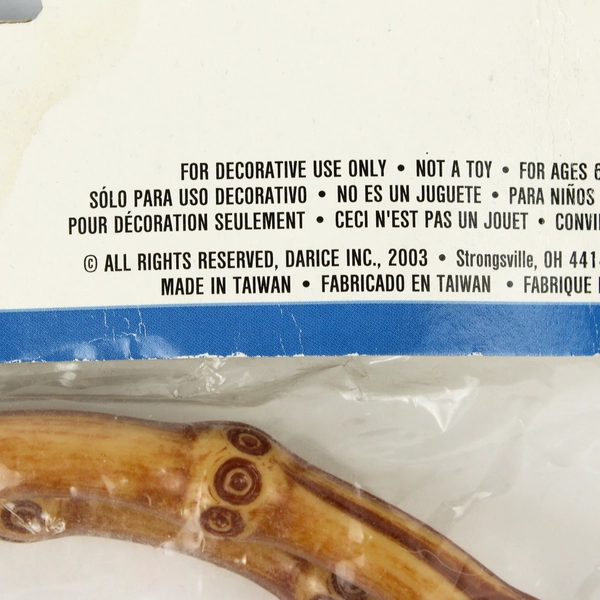 FOR DECORATIVE USE ONLY • NOT A TOY • FOR AGES 6
SÓLO PARA USO DECORATIVO • NO ES UN JUGUETE • PARA NIÑOS
POUR DÉCORATION SEULEMENT • CECI N'EST PAS UN JOUET •
© ALL RIGHTS RESERVED, DARICE INC., 2003 • Strongsville, OH
MADE IN TAIWAN • FABRICADO EN TAIWAN • FABRIQUE